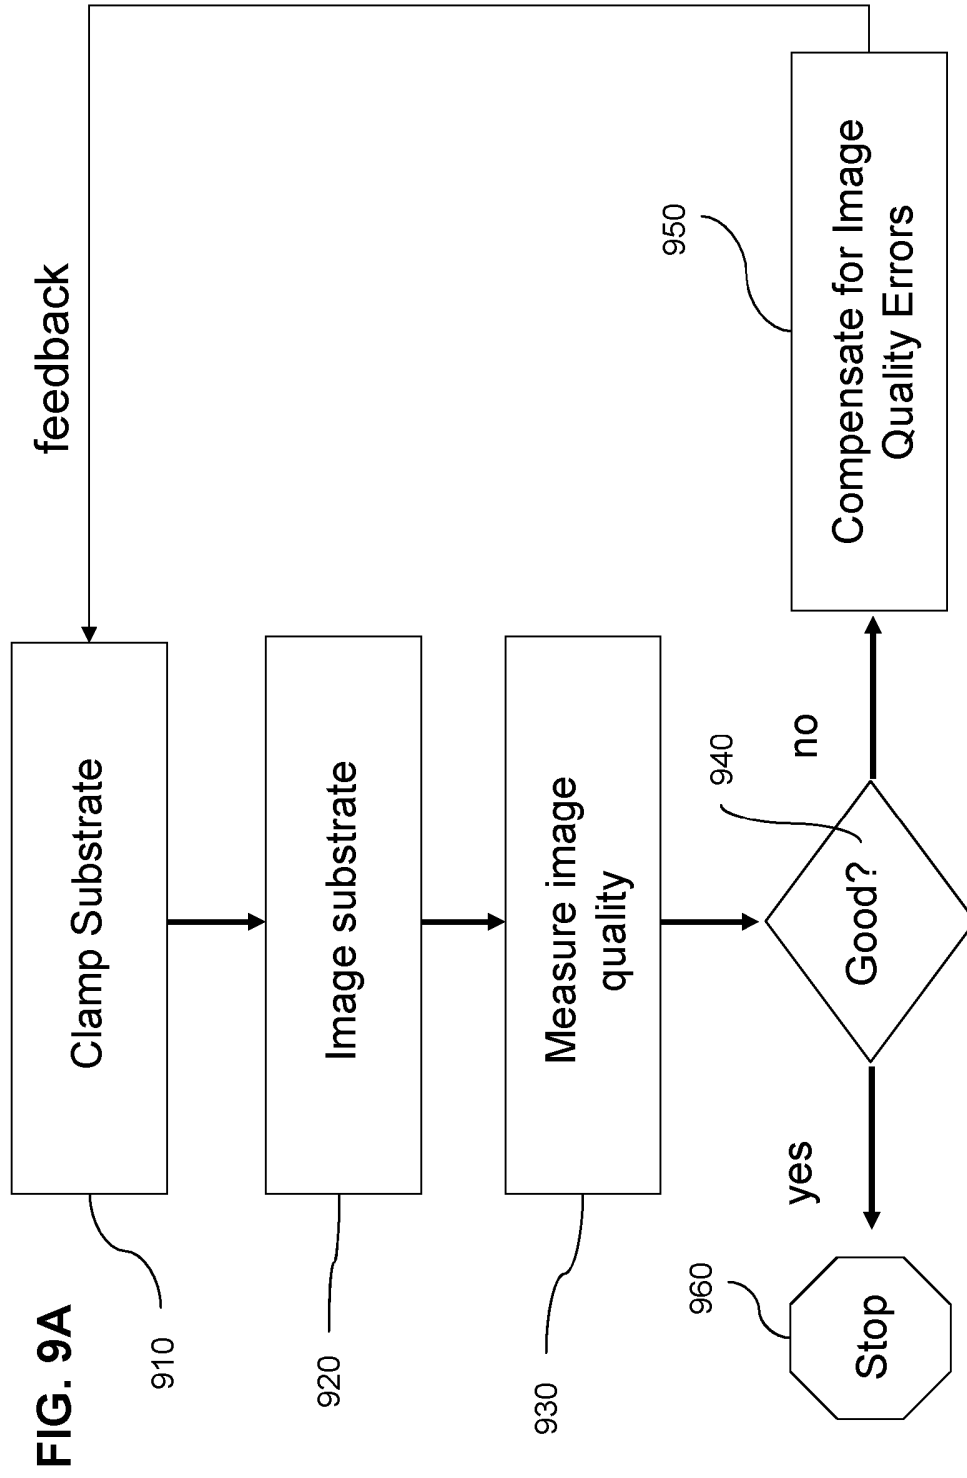 FIG. 9A
feedback
Clamp Substrate
910
Image substrate
920
Measure image
quality
930
Good?
940
yes
no
Stop
960
Compensate for Image
Quality Errors
950